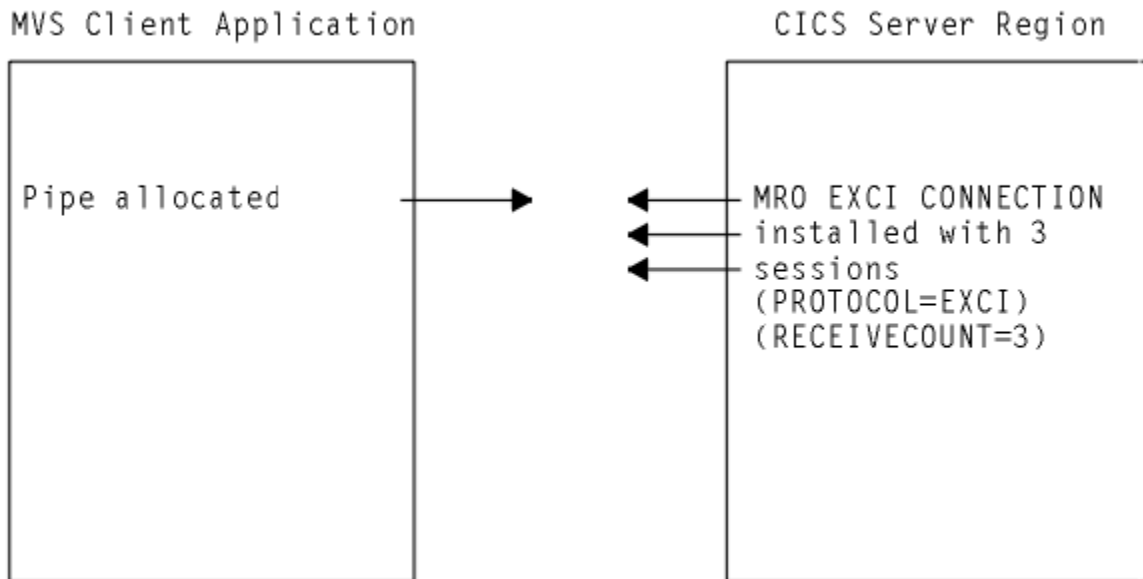 MVS Client Application
CICS Server Region
Pipe allocated
MRO EXCI CONNECTION
installed with 3
sessions
(PROTOCOL=EXCI)
(RECEIVECOUNT=3)